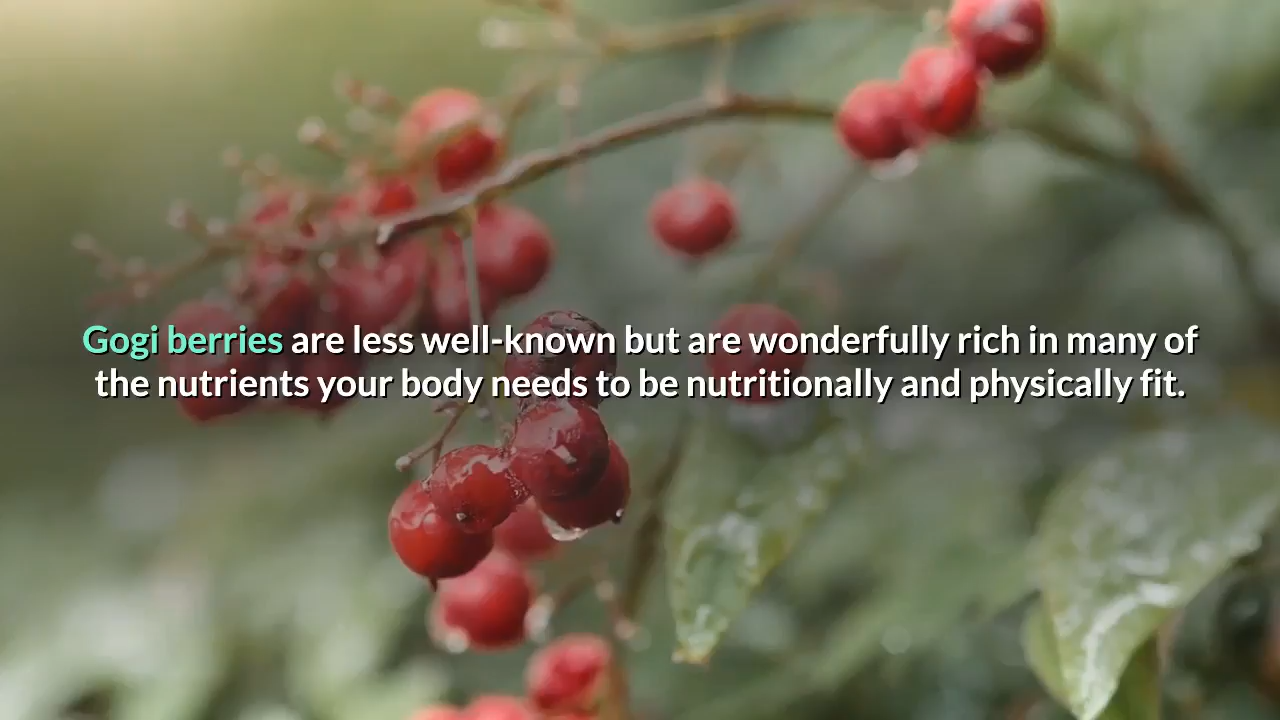 Gogi berries are less well-known but are wonderfully rich in many of
the nutrients your body needs to be nutritionally and physically fit.